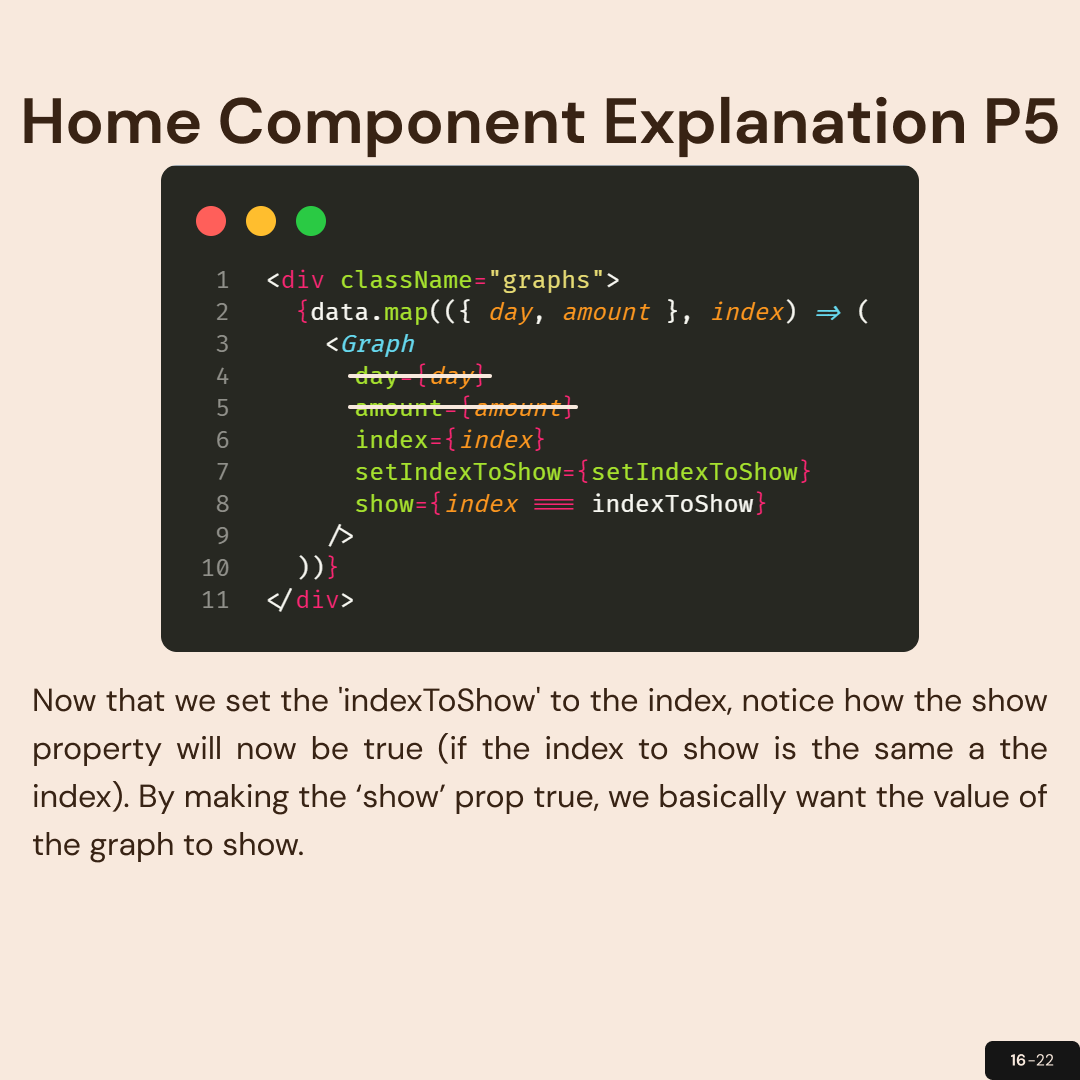 Home Component Explanation P5
1 <div className="graphs">
2 {data.map(({ day, amount }, index) => (
3 <Graph
4 day={day}
5 amount={amount}
6 index={index}
7 setIndexToShow={setIndexToShow}
8 show={index === indexToShow}
9 />
10 ))}
11 </div>
Now that we set the 'indexToShow' to the index, notice how the show
property will now be true (if the index to show is the same a the
index). By making the ‘show’ prop true, we basically want the value of
the graph to show.
16-22